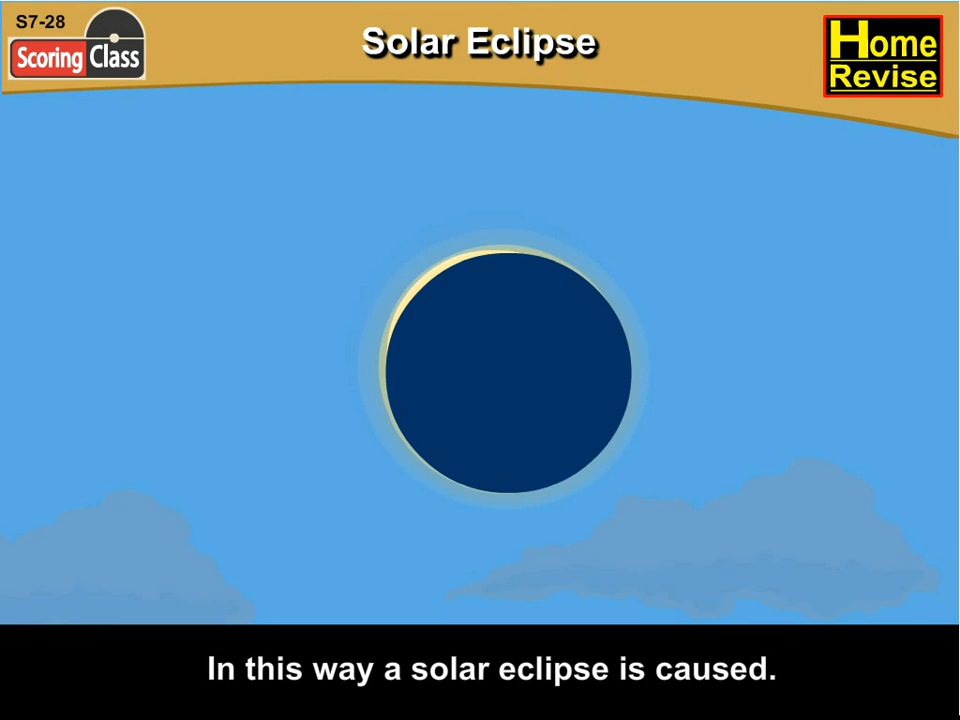 S7-28
Scoring Class
Solar Eclipse
Home
Revise
In this way a solar eclipse is caused.